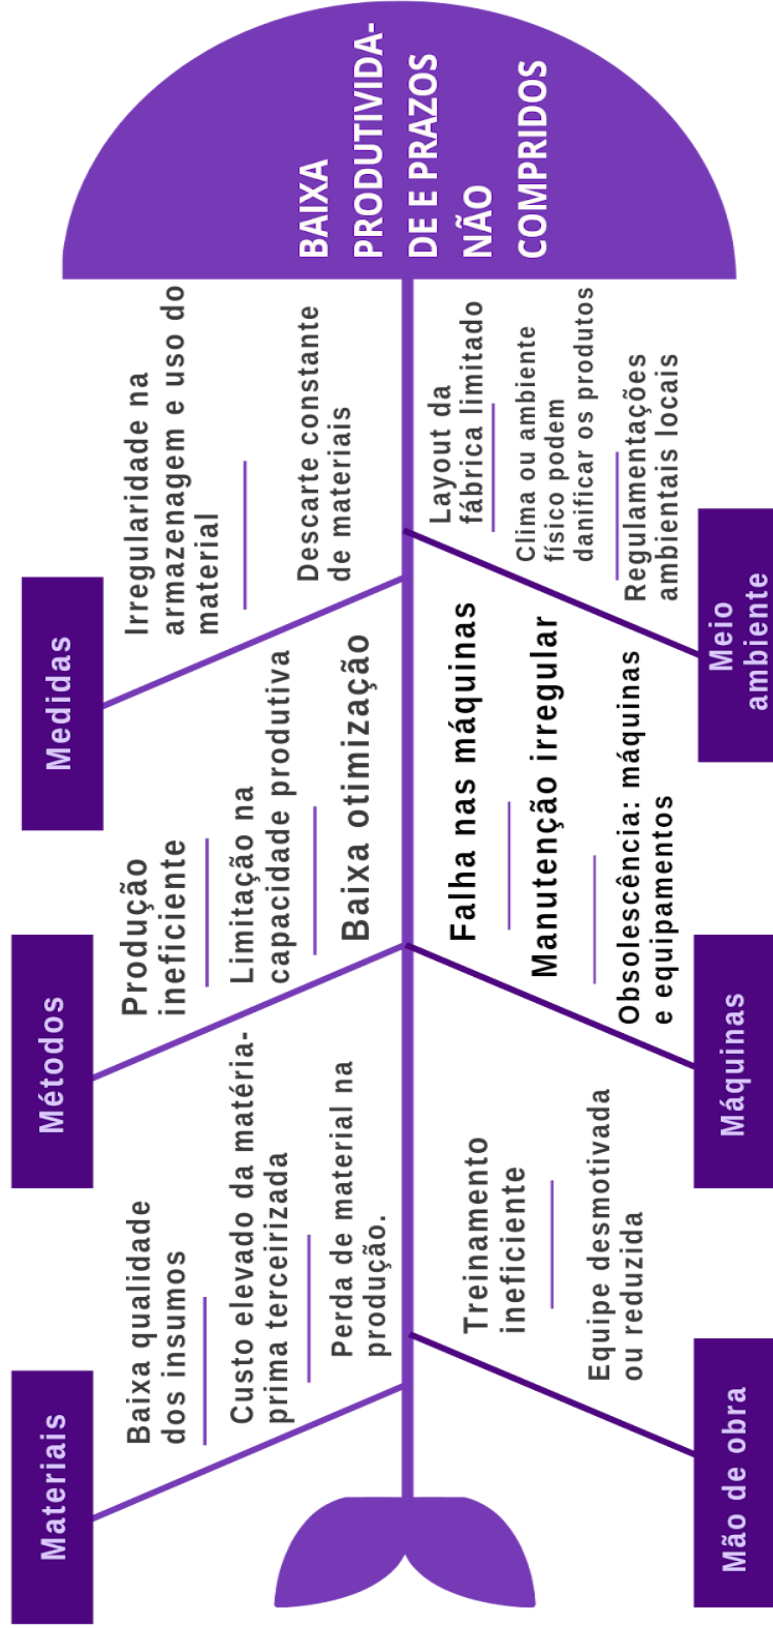 Materiais
Baixa qualidade
dos insumos
Custo elevado da matéria-
prima terceirizada
Perda de material na
produção.
Métodos
Produção
ineficiente
Limitação na
capacidade produtiva
Baixa otimização
Medidas
Irregularidade na
armazenagem e uso do
material
Descarte constante
de materiais
BAIXA
PRODUTIVIDA-
DE E PRAZOS
NÃO
COMPRIDOS
Mão de obra
Treinamento
ineficiente
Equipe desmotivada
ou reduzida
Máquinas
Falha nas máquinas
Manutenção irregular
Obsolescência: máquinas
e equipamentos
Meio
ambiente
Layout da
fábrica limitado
Clima ou ambiente
físico podem
danificar os produtos
Regulamentações
ambientais locais